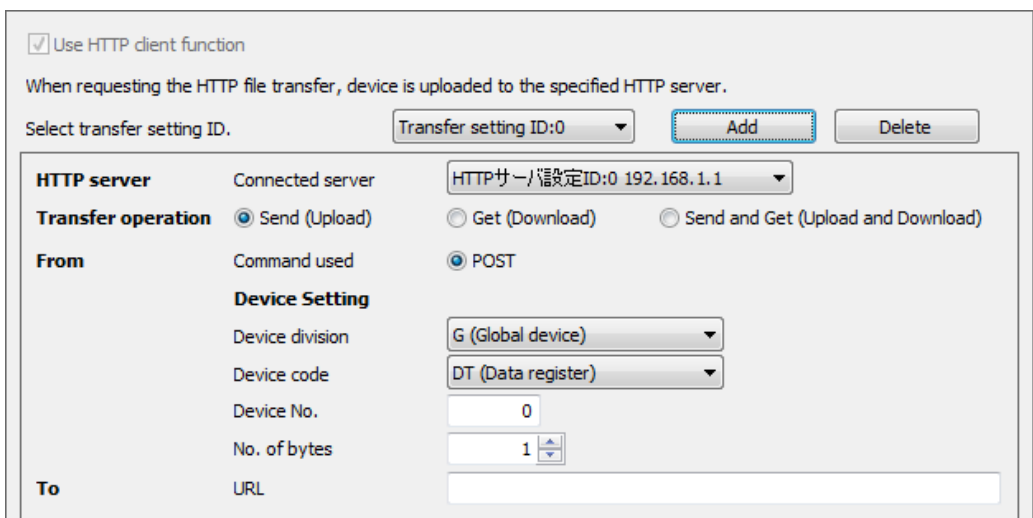 Use HTTP client function
When requesting the HTTP file transfer, device is uploaded to the specified HTTP server.
Select transfer setting ID. Transfer setting ID:0 Add Delete
HTTP server Connected server HTTPサーバ設定ID:0 192.168.1.1
Transfer operation Send (Upload) Get (Download) Send and Get (Upload and Download)
From Command used POST
Device Setting
Device division G (Global device)
Device code DT (Data register)
Device No. 0
No. of bytes 1
To URL